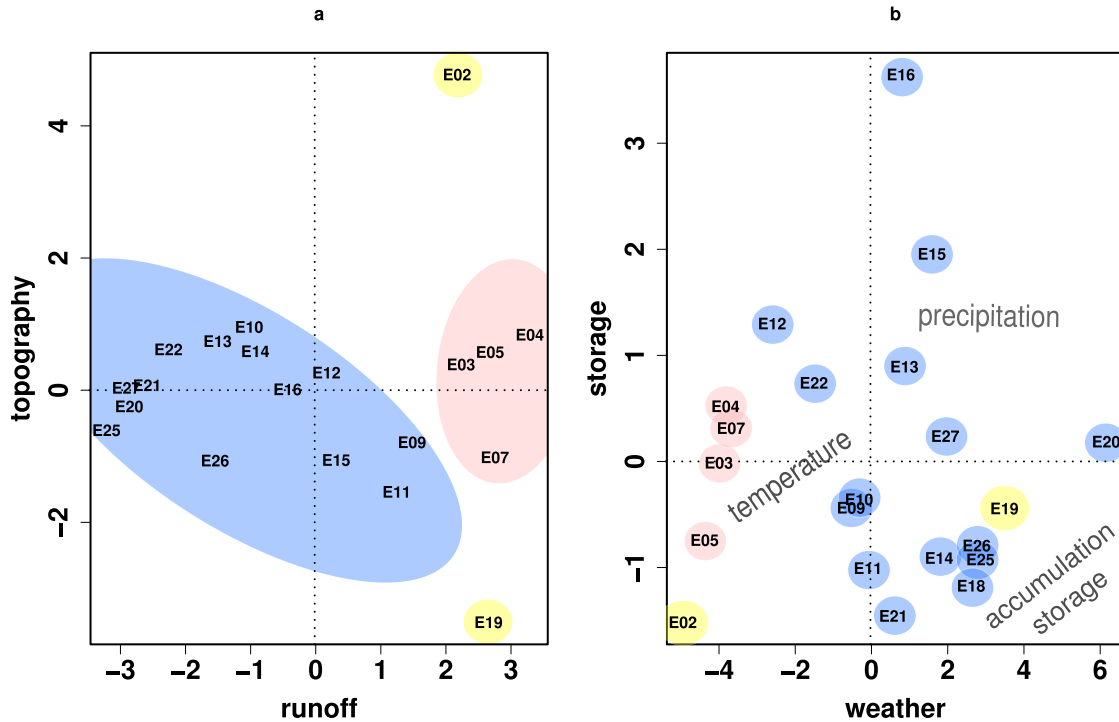 a
b
E02
E16
4
3
E15
2
2
E12
precipitation
topography
storage
E04
E10
E13
E05
E22
E14
E03
E12
E13
1
E22
E21
E16
E04
0
E07
E27
E20
E20
E25
E09
E03
0
temperature
E26
E15
E07
E10
E09
E19
E11
E05
E14
E26
E25
-2
E11
-1
E18
accumulation
storage
E21
E19
E02
-3
-2
-1
0
1
2
3
-4
-2
0
2
4
6
runoff
weather